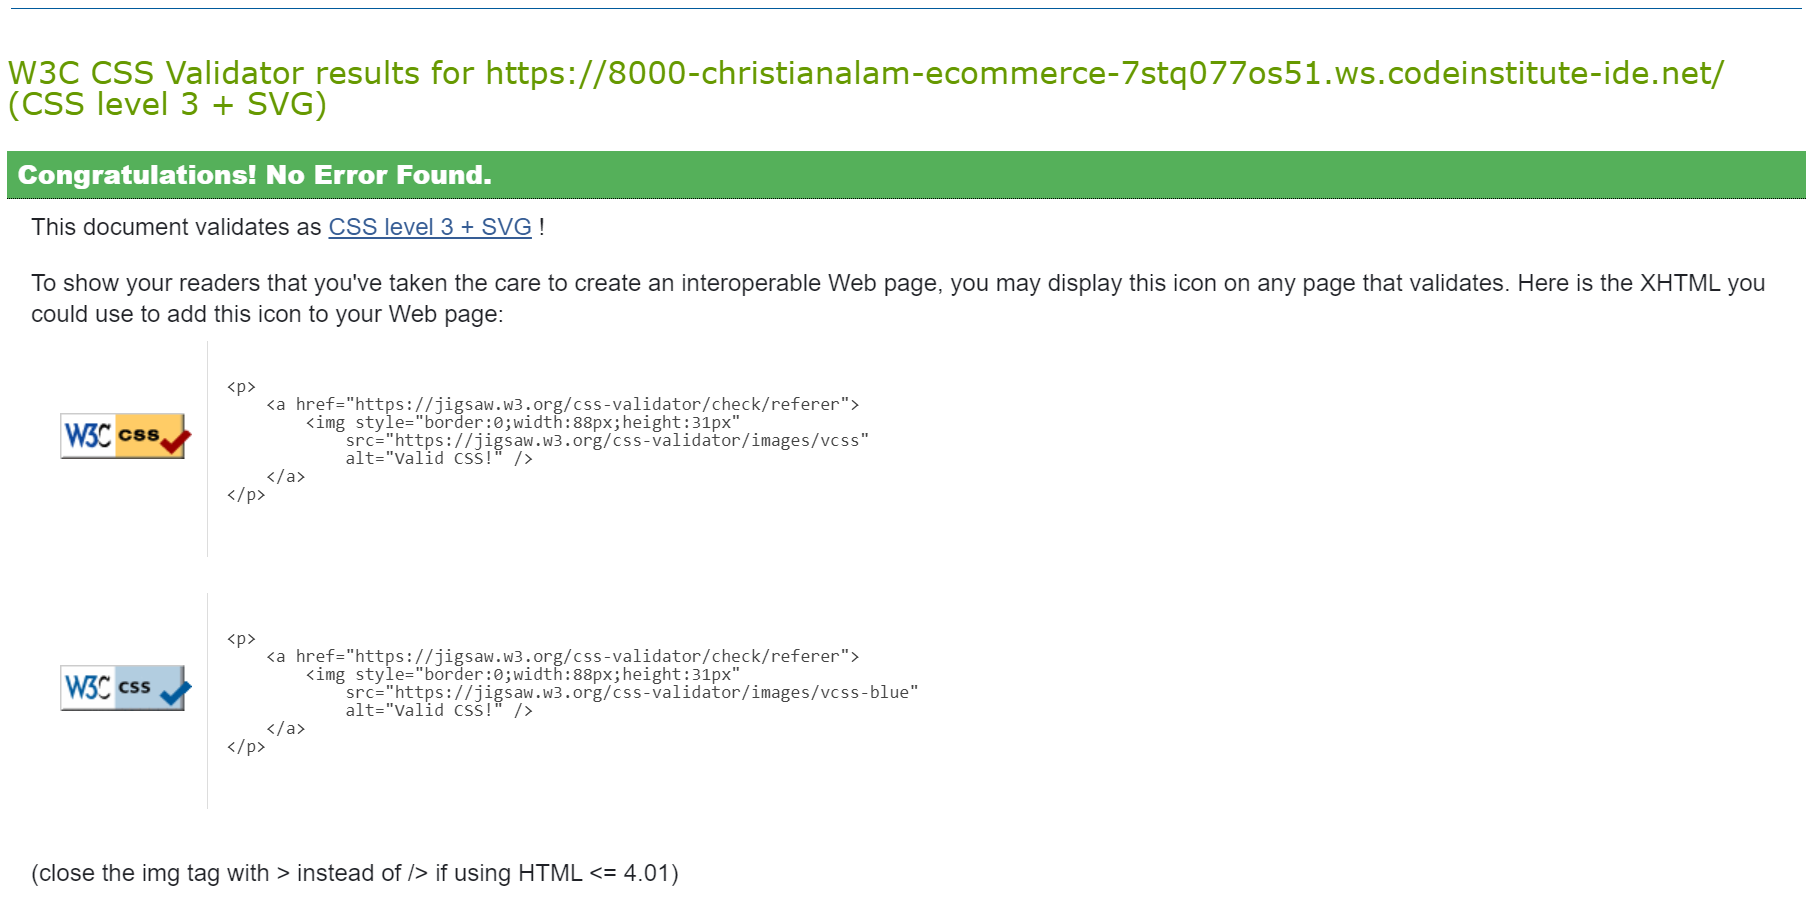 W3C CSS Validator results for https://8000-christianalam-ecommerce-7stq077os51.ws.codeinstitute-ide.net/
(CSS level 3 + SVG)
Congratulations! No Error Found.
This document validates as CSS level 3 + SVG !
To show your readers that you've taken the care to create an interoperable Web page, you may display this icon on any page that validates. Here is the XHTML you
could use to add this icon to your Web page:
W3C css
<p>
    <a href="https://jigsaw.w3.org/css-validator/check/referer">
        <img style="border:0;width:88px;height:31px"
            src="https://jigsaw.w3.org/css-validator/images/vcss"
            alt="Valid CSS!" />
    </a>
</p>
W3C css
<p>
    <a href="https://jigsaw.w3.org/css-validator/check/referer">
        <img style="border:0;width:88px;height:31px"
            src="https://jigsaw.w3.org/css-validator/images/vcss-blue"
            alt="Valid CSS!" />
    </a>
</p>
(close the img tag with > instead of /> if using HTML <= 4.01)